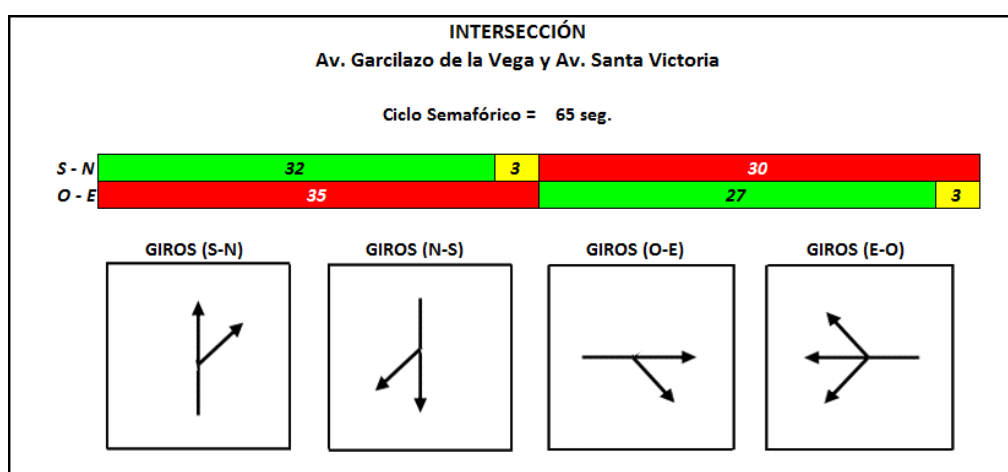 INTERSECCIÓN
Av. Garcilazo de la Vega y Av. Santa Victoria
Ciclo Semafórico = 65 seg.
S - N 32 3 30
O - E 35 27 3
GIROS (S-N) GIROS (N-S) GIROS (O-E) GIROS (E-O)